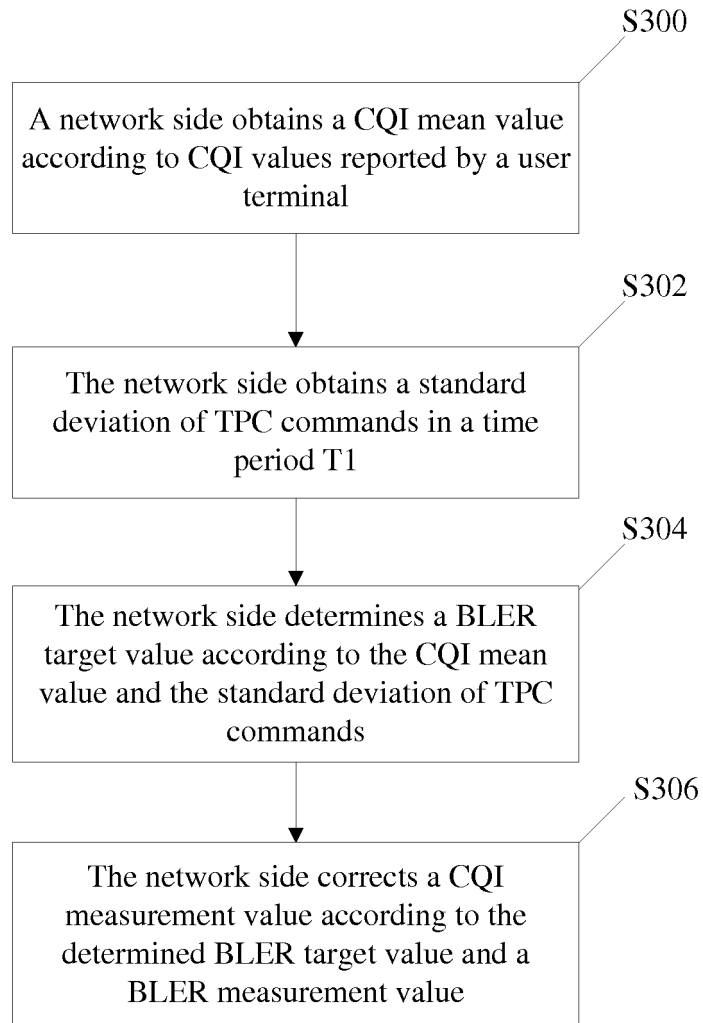 S300
A network side obtains a CQI mean value
according to CQI values reported by a user
terminal
S302
The network side obtains a standard
deviation of TPC commands in a time
period T1
S304
The network side determines a BLER
target value according to the CQI mean
value and the standard deviation of TPC
commands
S306
The network side corrects a CQI
measurement value according to the
determined BLER target value and a
BLER measurement value